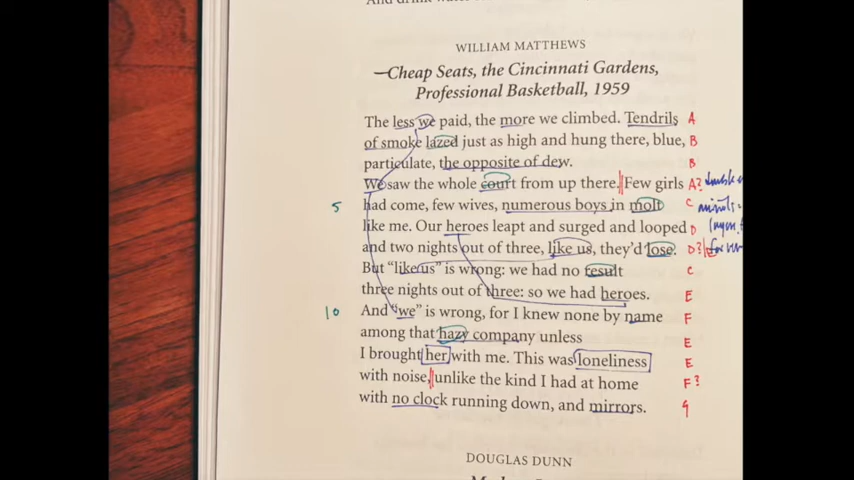 WILLIAM MATTHEWS
—Cheap Seats, the Cincinnati Gardens,
Professional Basketball, 1959
The less we paid, the more we climbed. Tendrils A
of smoke lazed just as high and hung there, blue, B
particulate, the opposite of dew. B
We saw the whole court from up there. Few girls A?
5 had come, few wives, numerous boys in molt C
like me. Our heroes leapt and surged and looped D
and two nights out of three, like us, they'd lose. D?
But "like us" is wrong: we had no result C
three nights out of three: so we had heroes. E
10 And "we" is wrong, for I knew none by name F
among that hazy company unless E
I brought her with me. This was loneliness E
with noise, unlike the kind I had at home F?
with no clock running down, and mirrors. G
DOUGLAS DUNN